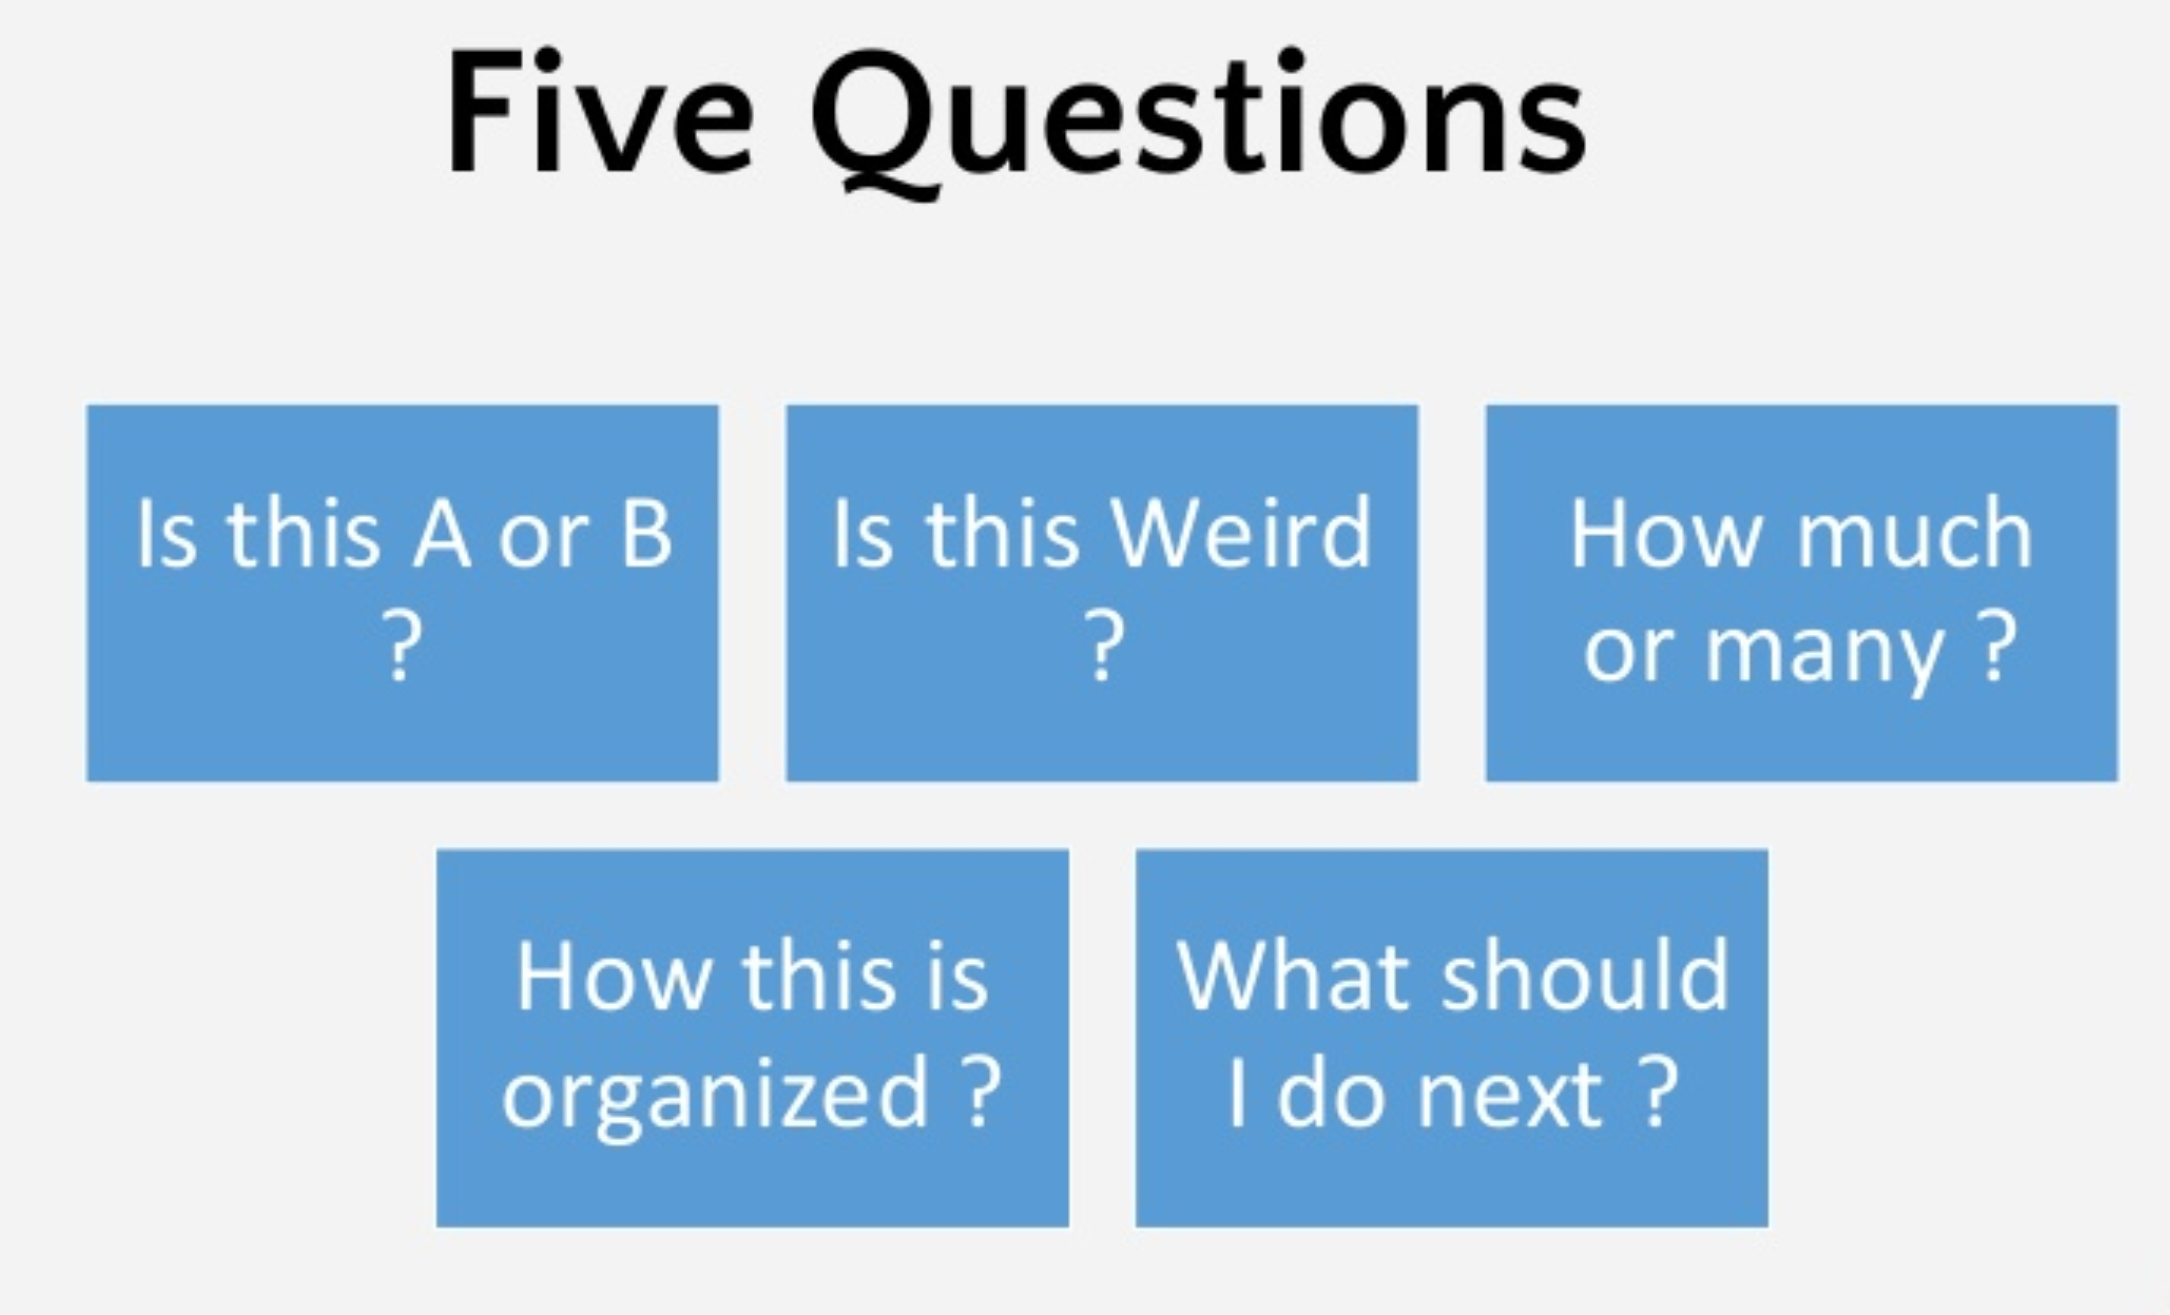 Five Questions
Is this A or B
?
Is this Weird
?
How much
or many ?
How this is
organized ?
What should
I do next ?